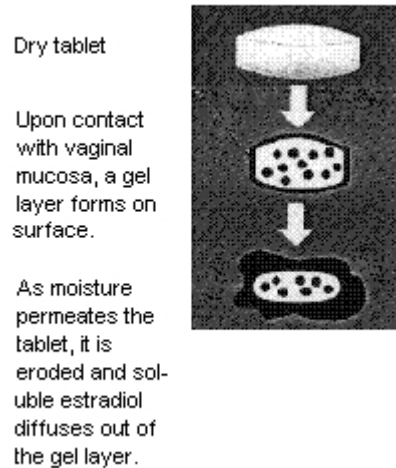 Dry tablet
Upon contact
with vaginal
mucosa, a gel
layer forms on
surface.
As moisture
permeates the
tablet, it is
eroded and sol-
uble estradiol
diffuses out of
the gel layer.